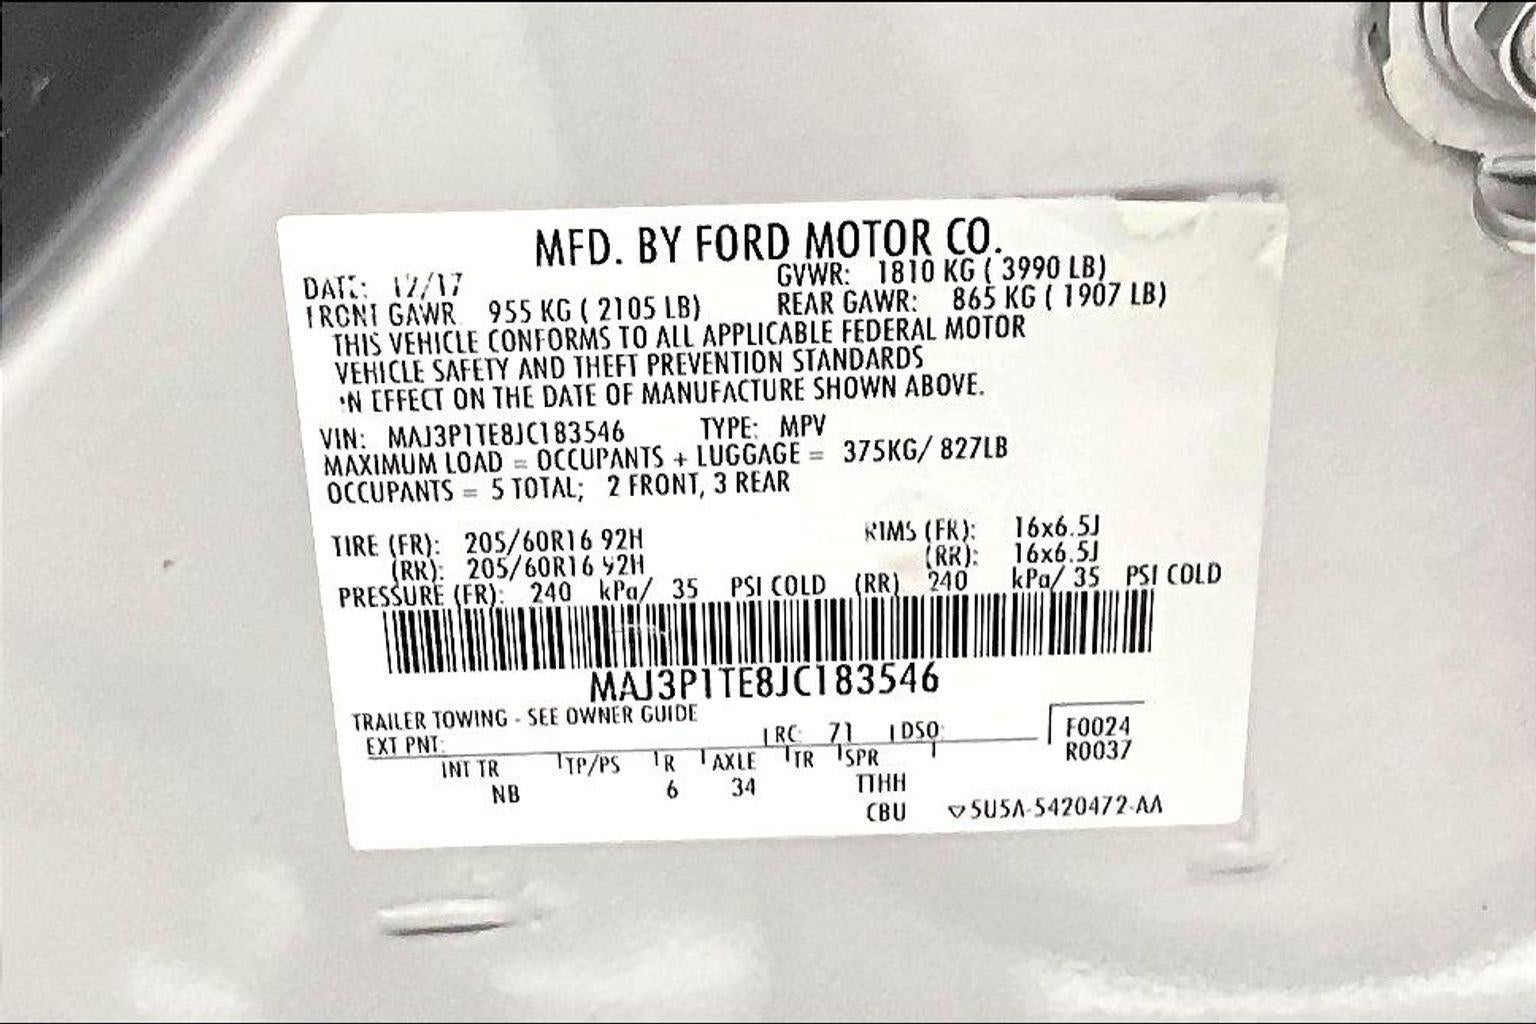 MFD. BY FORD MOTOR CO.
DATE: 12/17 GVWR: 1810 KG ( 3990 LB)
FRONT GAWR 955 KG ( 2105 LB) REAR GAWR: 865 KG ( 1907 LB)
THIS VEHICLE CONFORMS TO ALL APPLICABLE FEDERAL MOTOR
VEHICLE SAFETY AND THEFT PREVENTION STANDARDS
IN EFFECT ON THE DATE OF MANUFACTURE SHOWN ABOVE.
VIN: MAJ3P1TE8JC183546 TYPE: MPV
MAXIMUM LOAD = OCCUPANTS + LUGGAGE = 375KG/ 827LB
OCCUPANTS = 5 TOTAL; 2 FRONT, 3 REAR
TIRE (FR): 205/60R16 92H RIMS (FR): 16x6.5J
(RR): 205/60R16 92H (RR): 16x6.5J
PRESSURE (FR): 240 kPa/ 35 PSI COLD (RR) 240 kPa/ 35 PSI COLD
MAJ3P1TE8JC183546
TRAILER TOWING - SEE OWNER GUIDE
EXT PNT: RC: 71 DSO: F0024
R0037
INT TR TP/PS R AXLE TR SPR
NB 6 34 TTHH
CBU ▽5U5A-5420472-AA